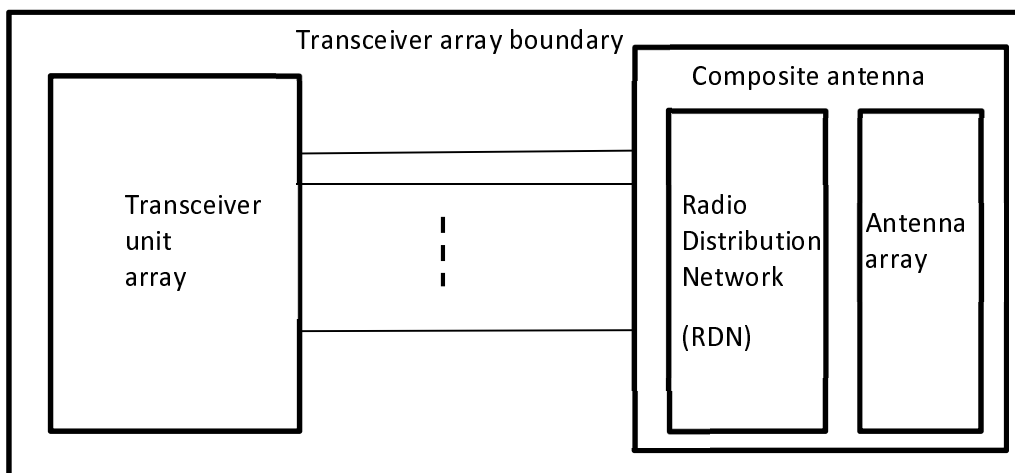 Transceiver array boundary
Composite antenna
Transceiver
unit
array
Radio
Distribution
Network
(RDN)
Antenna
array